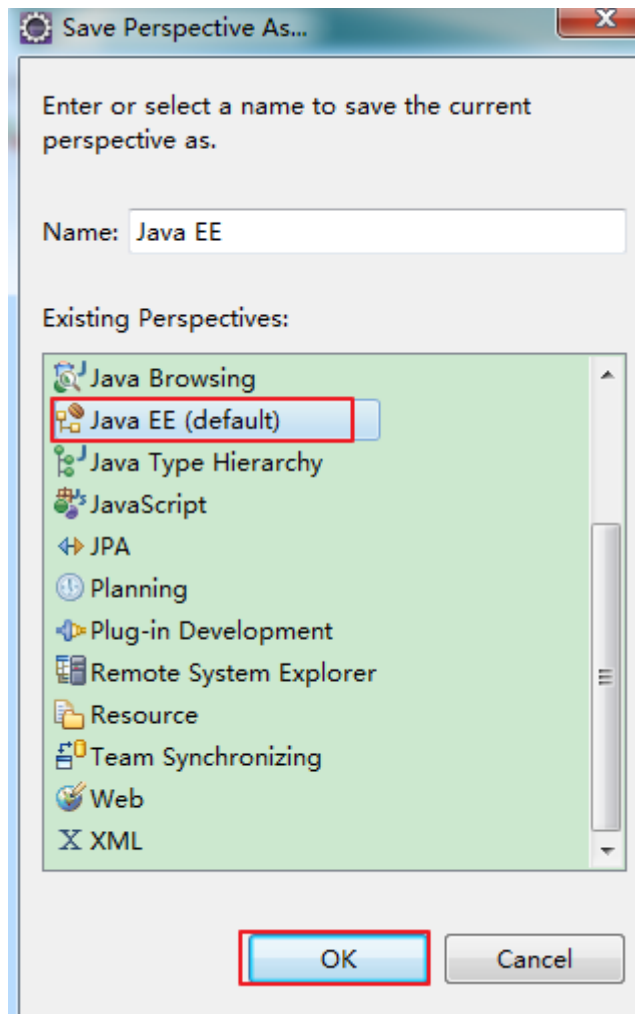 Save Perspective As...
Enter or select a name to save the current
perspective as.
Name: Java EE
Existing Perspectives:
Java Browsing
Java EE (default)
Java Type Hierarchy
JavaScript
JPA
Planning
Plug-in Development
Remote System Explorer
Resource
Team Synchronizing
Web
XML
OK Cancel